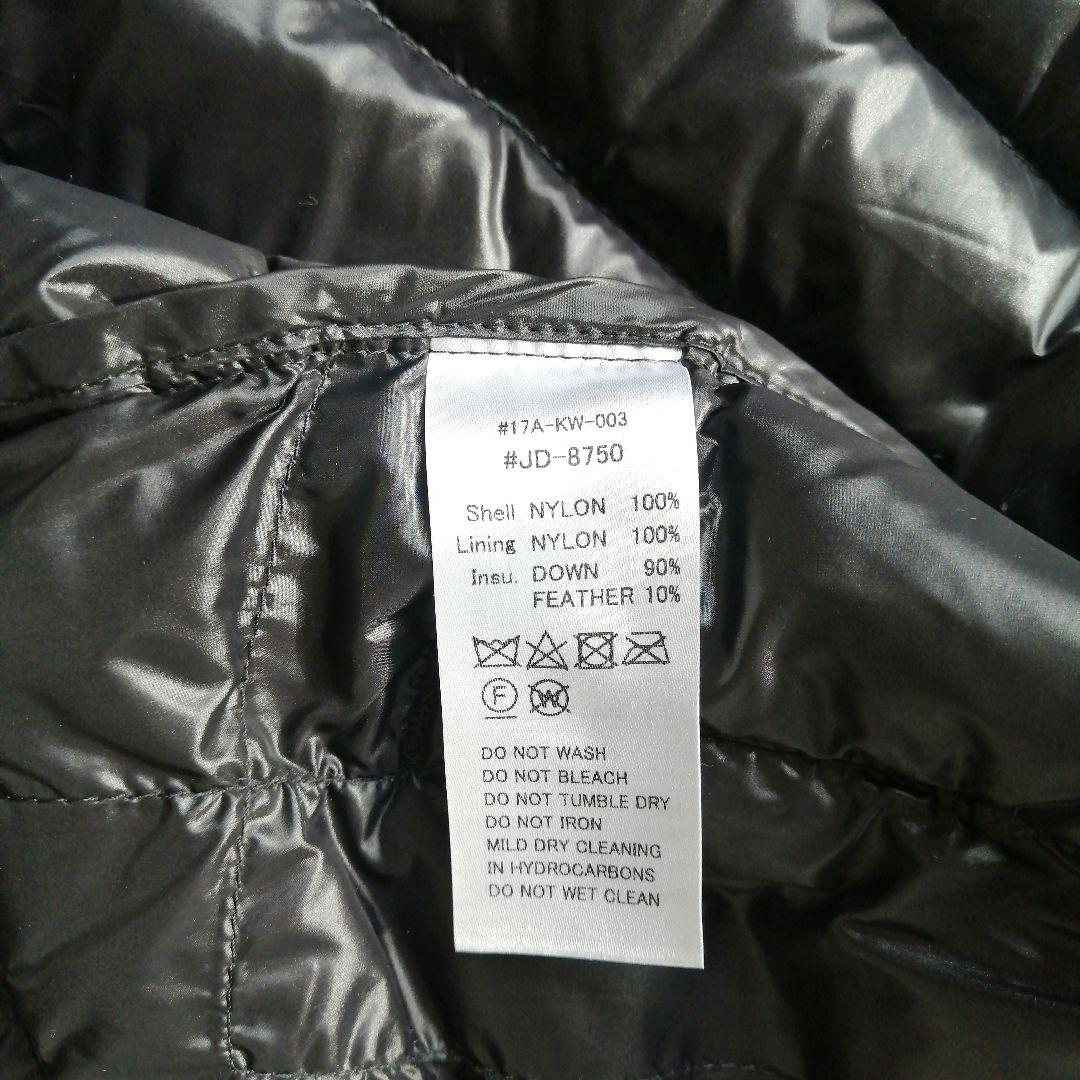 #17A-KW-003
#JD-8750
Shell NYLON 100%
Lining NYLON 100%
Insu. DOWN 90%
FEATHER 10%
F W
DO NOT WASH
DO NOT BLEACH
DO NOT TUMBLE DRY
DO NOT IRON
MILD DRY CLEANING
IN HYDROCARBONS
DO NOT WET CLEAN